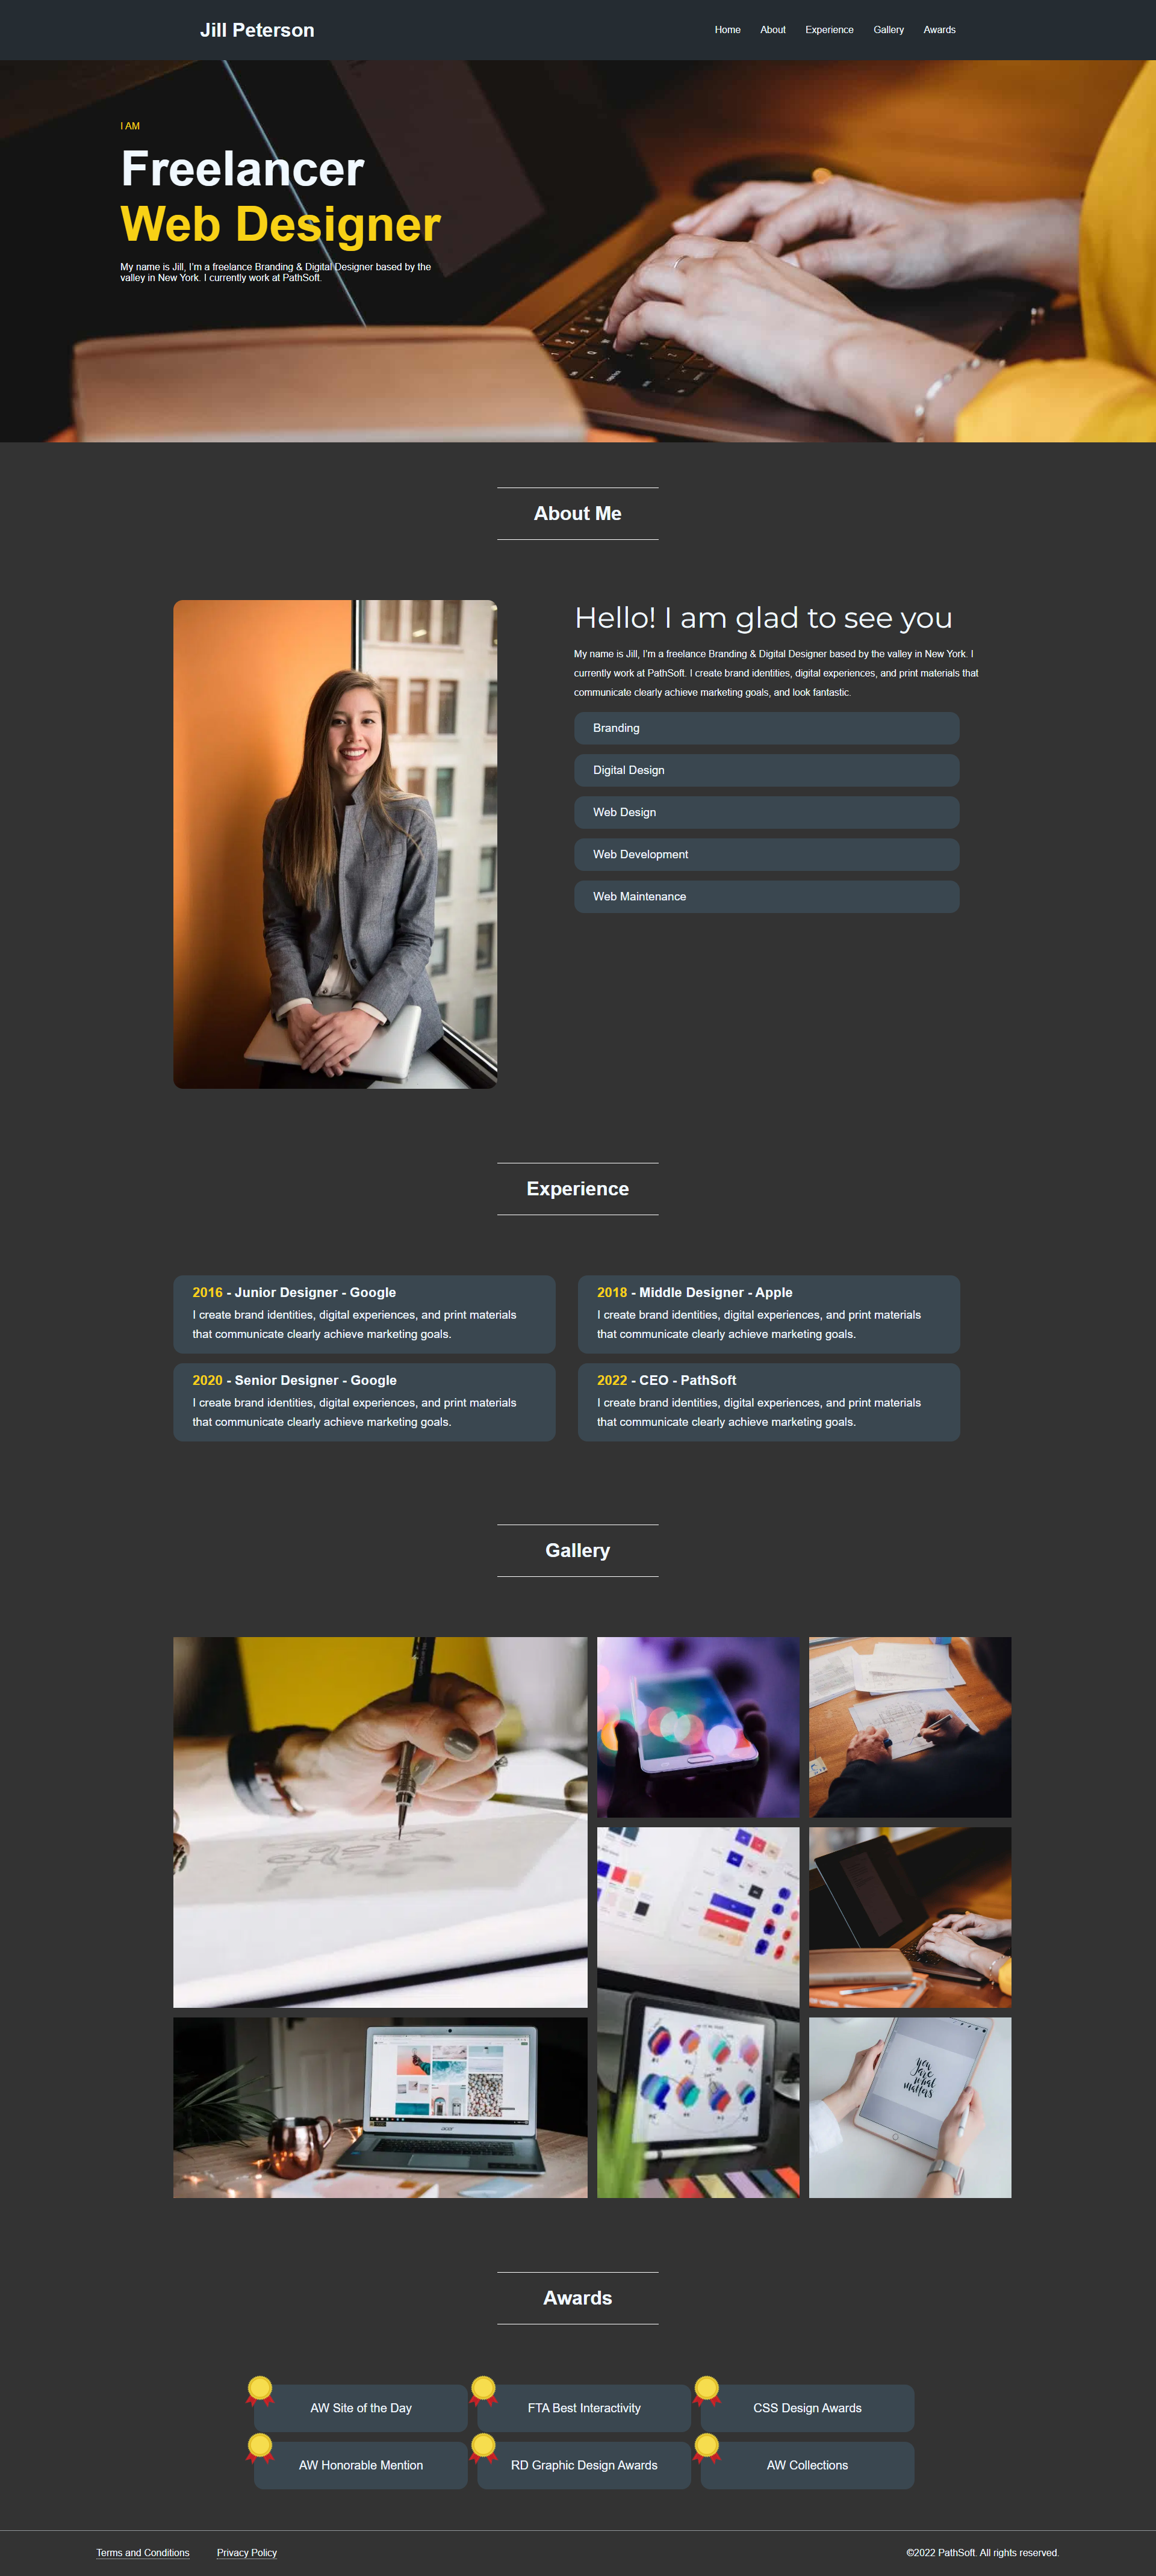 Jill Peterson
Home About Experience Gallery Awards
I AM
Freelancer
Web Designer
My name is Jill, I'm a freelance Branding & Digital Designer based by the
valley in New York. I currently work at PathSoft.
About Me
Hello! I am glad to see you
My name is Jill, I'm a freelance Branding & Digital Designer based by the valley in New York. I
currently work at PathSoft. I create brand identities, digital experiences, and print materials that
communicate clearly achieve marketing goals, and look fantastic.
Branding
Digital Design
Web Design
Web Development
Web Maintenance
Experience
2016 - Junior Designer - Google
I create brand identities, digital experiences, and print materials
that communicate clearly achieve marketing goals.
2018 - Middle Designer - Apple
I create brand identities, digital experiences, and print materials
that communicate clearly achieve marketing goals.
2020 - Senior Designer - Google
I create brand identities, digital experiences, and print materials
that communicate clearly achieve marketing goals.
2022 - CEO - PathSoft
I create brand identities, digital experiences, and print materials
that communicate clearly achieve marketing goals.
Gallery
acer
you
are
what
matters
Awards
AW Site of the Day
FTA Best Interactivity
CSS Design Awards
AW Honorable Mention
RD Graphic Design Awards
AW Collections
Terms and Conditions Privacy Policy ©2022 PathSoft. All rights reserved.